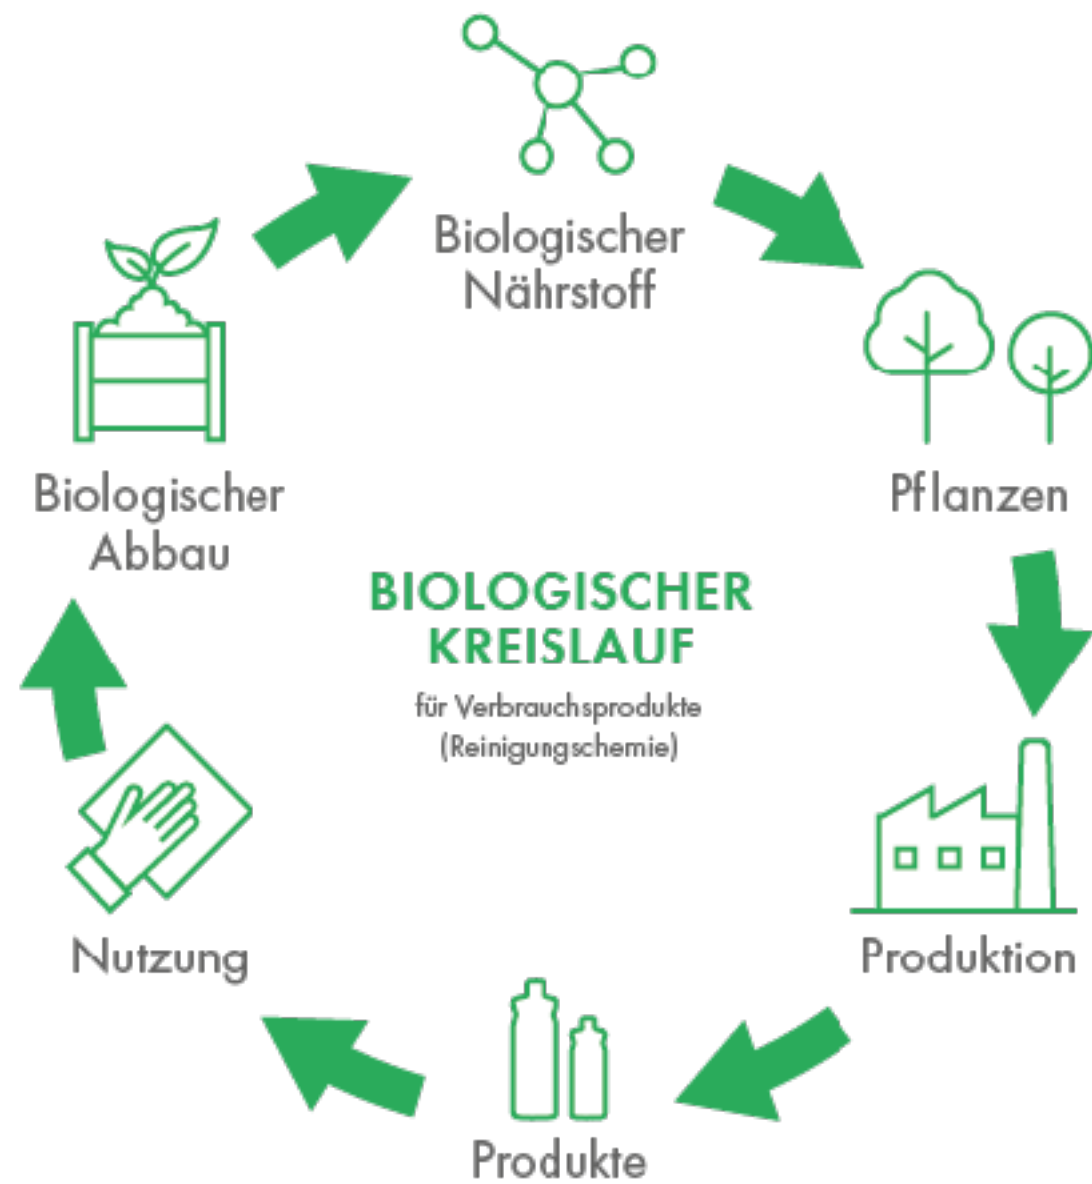 Biologischer
Nährstoff
Pflanzen
Produktion
Produkte
Nutzung
Biologischer
Abbau
BIOLOGISCHER
KREISLAUF
für Verbrauchsprodukte
(Reinigungschemie)